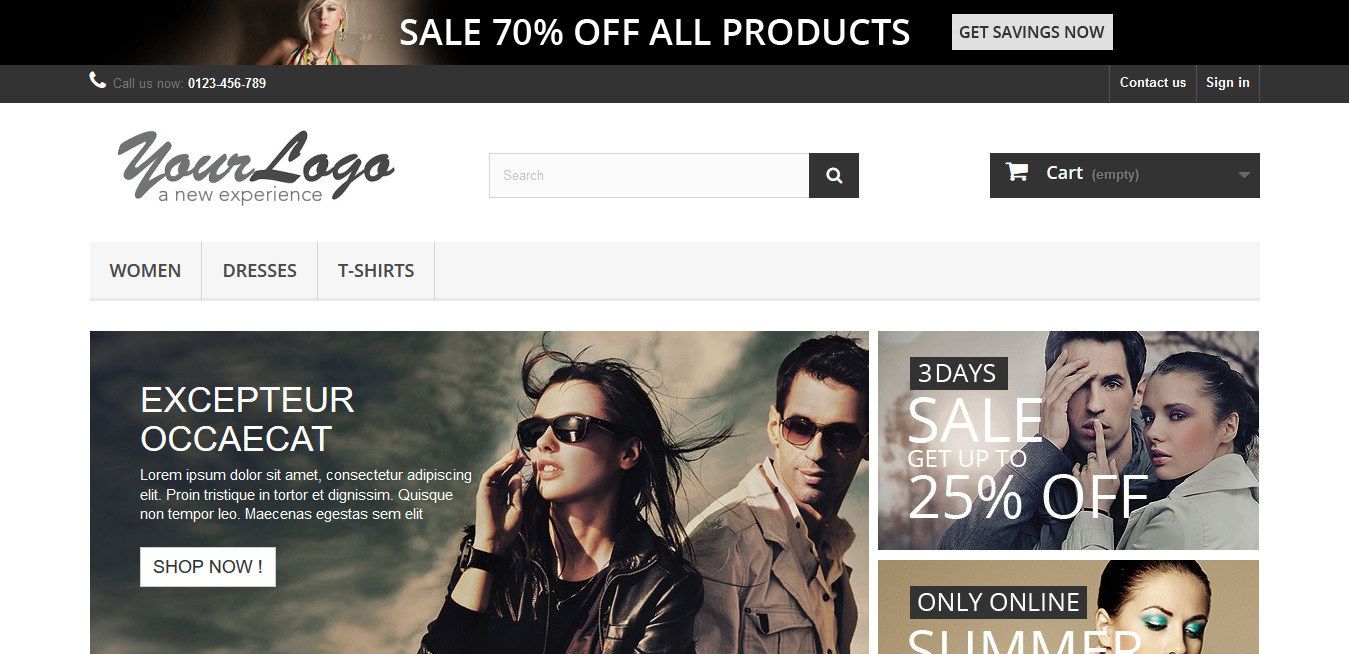 SALE 70% OFF ALL PRODUCTS GET SAVINGS NOW
Call us now: 0123-456-789 Contact us Sign in
YourLogo
a new experience
Search
Cart (empty)
WOMEN DRESSES T-SHIRTS
EXCEPTEUR
OCCAECAT
Lorem ipsum dolor sit amet, consectetur adipiscing
elit. Proin tristique in tortor et dignissim. Quisque
non tempor leo. Maecenas egestas sem elit
SHOP NOW !
3 DAYS
SALE
GET UP TO
25% OFF
ONLY ONLINE
SUMMER